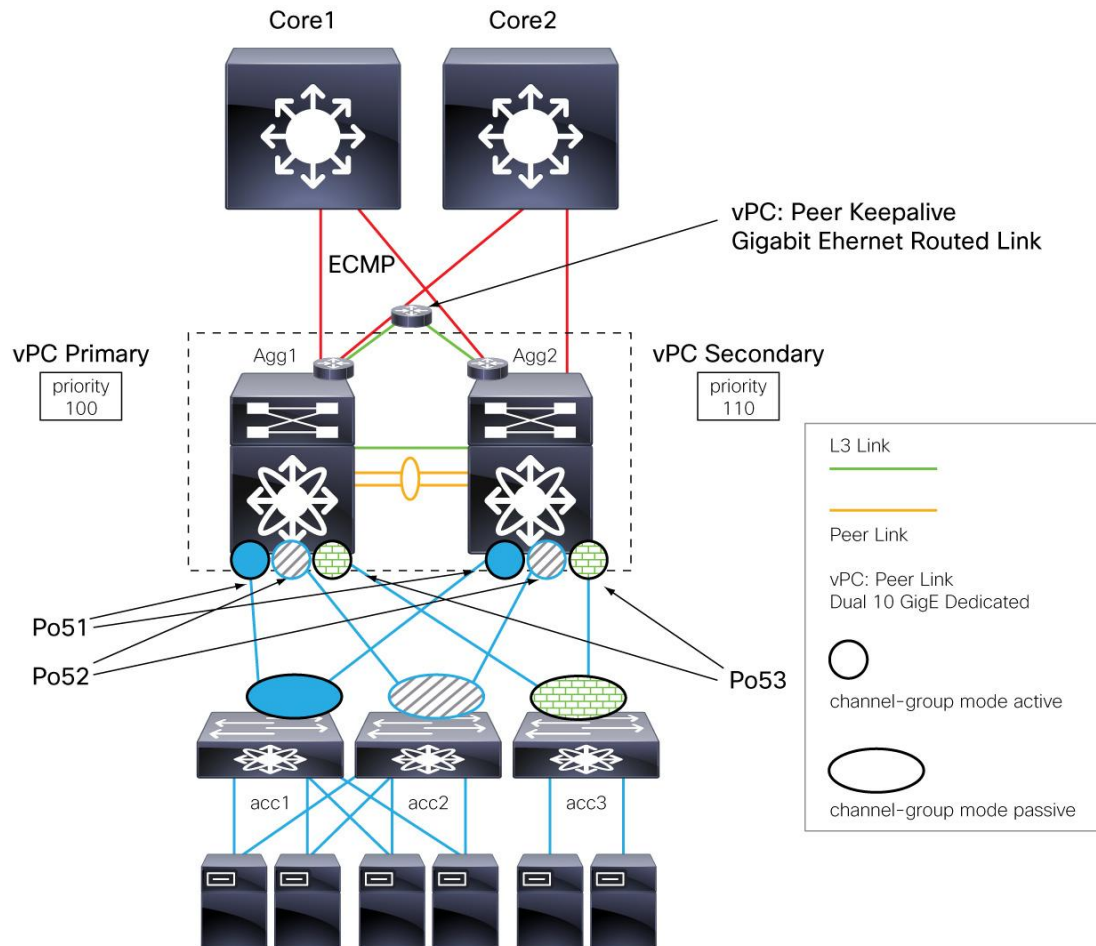 Core1
Core2
vPC: Peer Keepalive
Gigabit Ehernet Routed Link
ECMP
vPC Primary
priority
100
Agg1
Agg2
vPC Secondary
priority
110
L3 Link
Peer Link
vPC: Peer Link
Dual 10 GigE Dedicated
channel-group mode active
channel-group mode passive
Po51
Po52
Po53
acc1
acc2
acc3